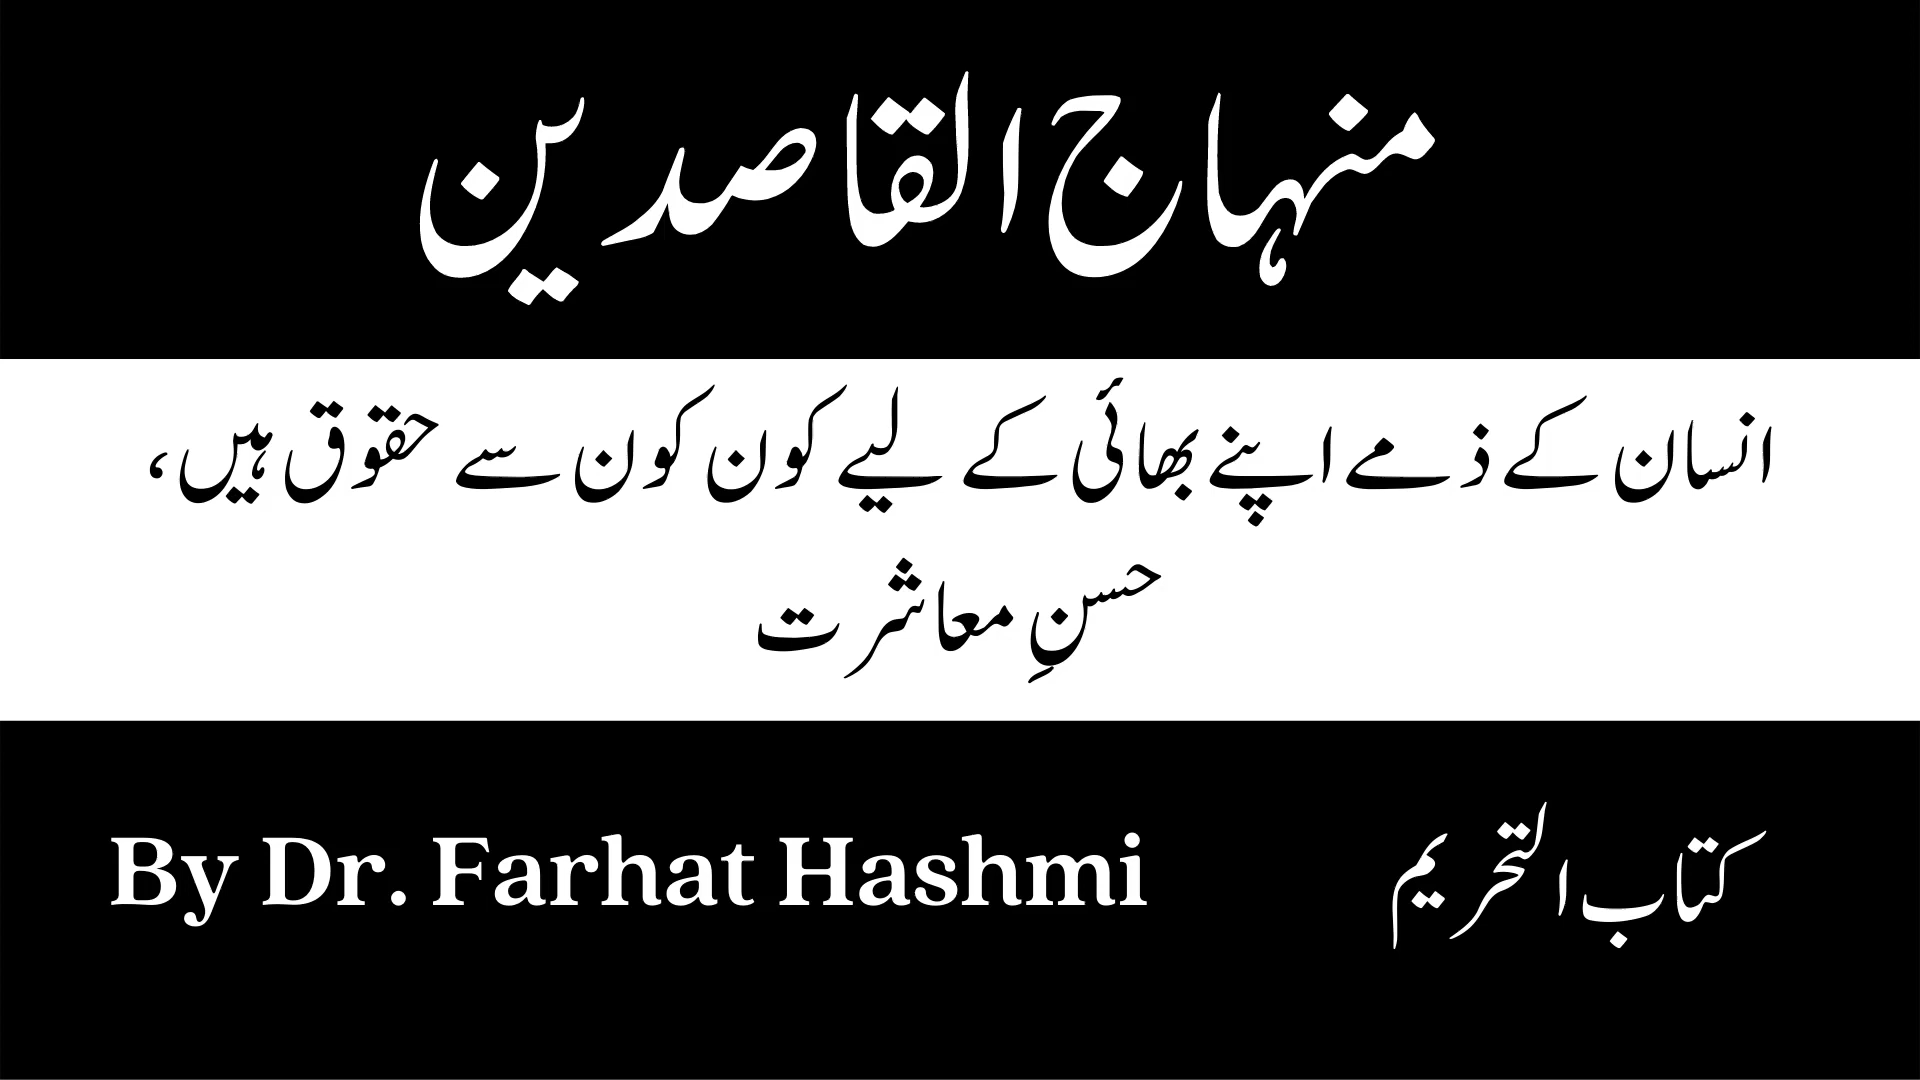 منہاج القاصدین
انسان کے ذمے اپنے بھائی کے لیے کون کون سے حقوق ہیں،
حسنِ معاشرت
By Dr. Farhat Hashmi
کتاب التحریم